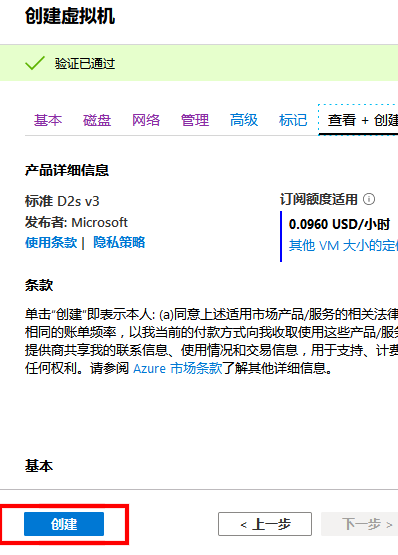 创建虚拟机
验证已通过
基本 磁盘 网络 管理 高级 标记 查看 + 创建
产品详细信息
标准 D2s v3
发布者: Microsoft
使用条款 | 隐私策略
订阅额度适用
0.0960 USD/小时
其他 VM 大小的定价
条款
单击“创建”即表示本人: (a)同意上述适用市场产品/服务的相关法律
相同的账单频率，以我当前的付款方式向我收取使用这些产品/服务
提供商共享我的联系信息、使用情况和交易信息，用于支持、计费
任何权利。请参阅 Azure 市场条款了解其他详细信息。
基本
创建
< 上一步
下一步 >